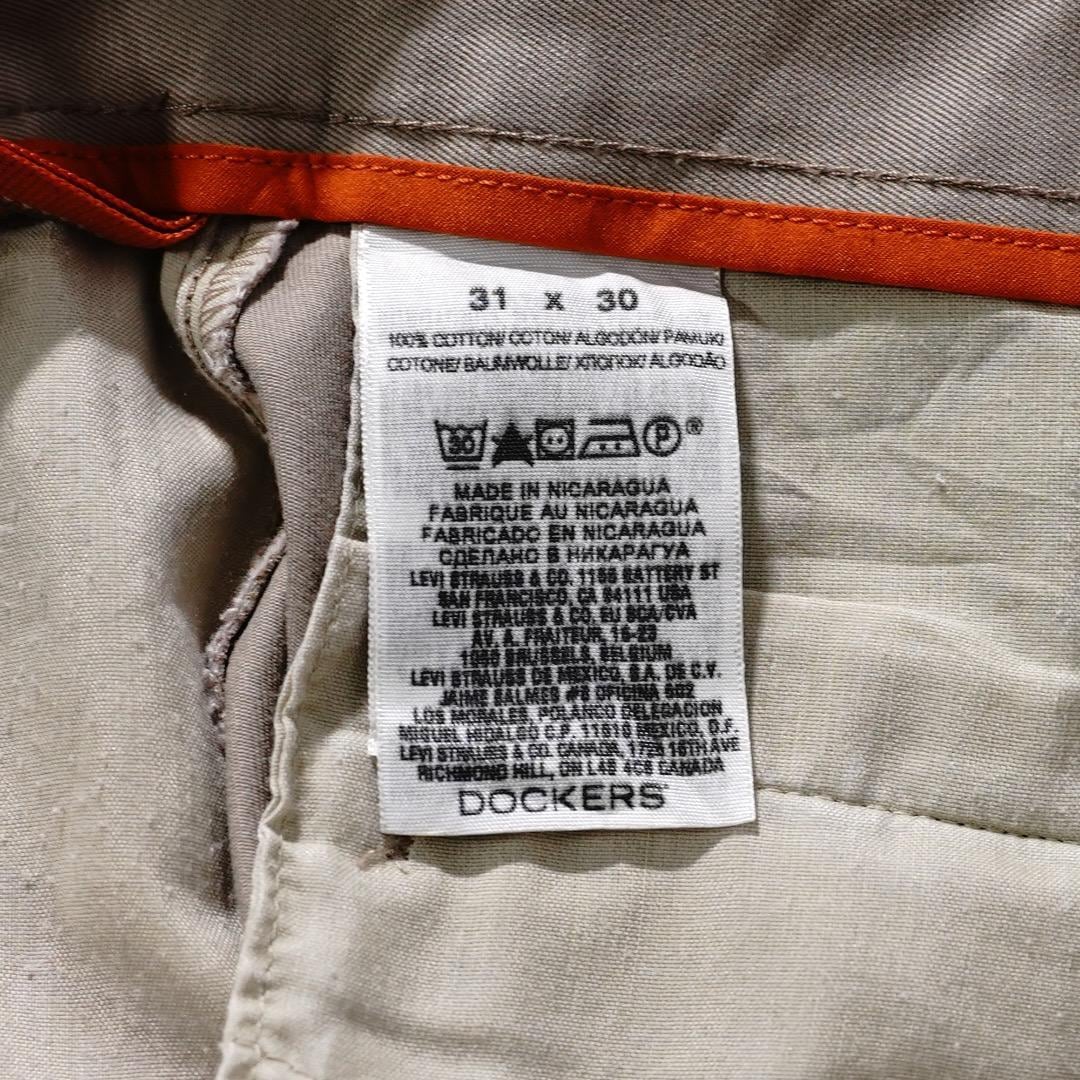 31 x 30
100% COTTON/ COTON/ ALGODÓN/ PAMUK/
COTONE/ BAUMWOLLE/ ХЛОПОК/ ALGODÃO
30 P ®
MADE IN NICARAGUA
FABRIQUE AU NICARAGUA
FABRICADO EN NICARAGUA
СДЕЛАНО В НИКАРАГУА
LEVI STRAUSS & CO. 1155 BATTERY ST
SAN FRANCISCO, CA 94111 USA
LEVI STRAUSS & CO. EU BCA/CVA
AV. A. FRAITEUR, 15-23
1050 BRUSSELS, BELGIUM
LEVI STRAUSS DE MEXICO, S.A. DE C.V.
JAIME BALMES #8 OFICINA 602
LOS MORALES, POLANCO DELEGACION
MIGUEL HIDALGO C.P. 11510 MEXICO, D.F.
LEVI STRAUSS & CO. CANADA, 16TH AVE
RICHMOND HILL, ON L4B CANADA
DOCKERS®